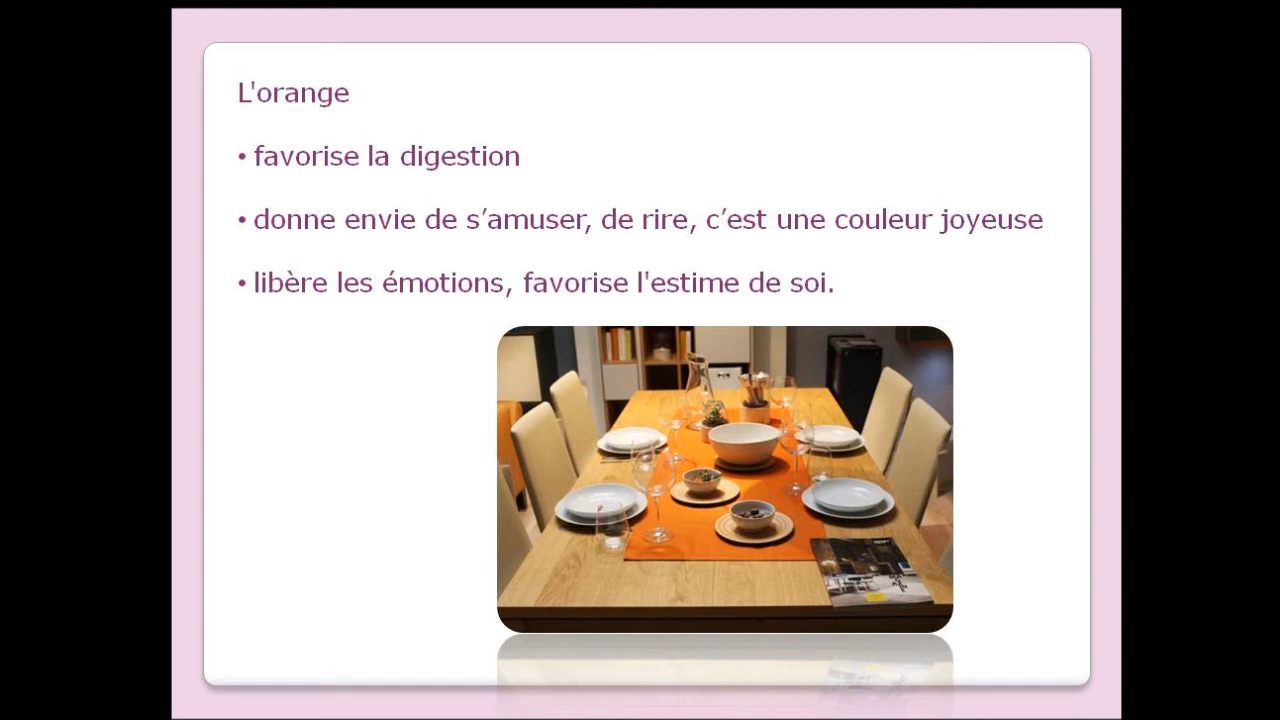 L'orange
• favorise la digestion
• donne envie de s’amuser, de rire, c’est une couleur joyeuse
• libère les émotions, favorise l'estime de soi.